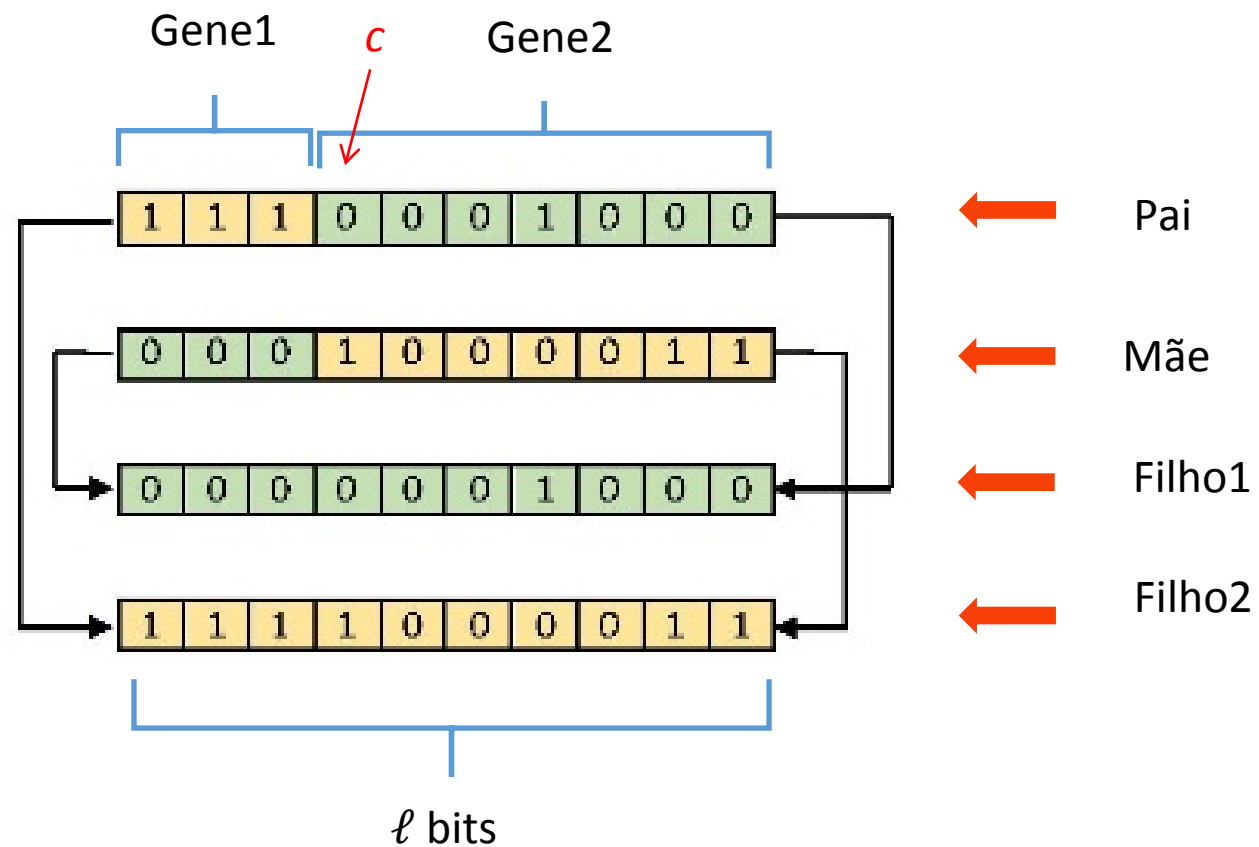 Gene1 c Gene2
1 1 1 0 0 0 1 0 0 0 Pai
0 0 0 1 0 0 0 0 1 1 Mãe
0 0 0 0 0 0 1 0 0 0 Filho1
1 1 1 1 0 0 0 0 1 1 Filho2
ℓ bits